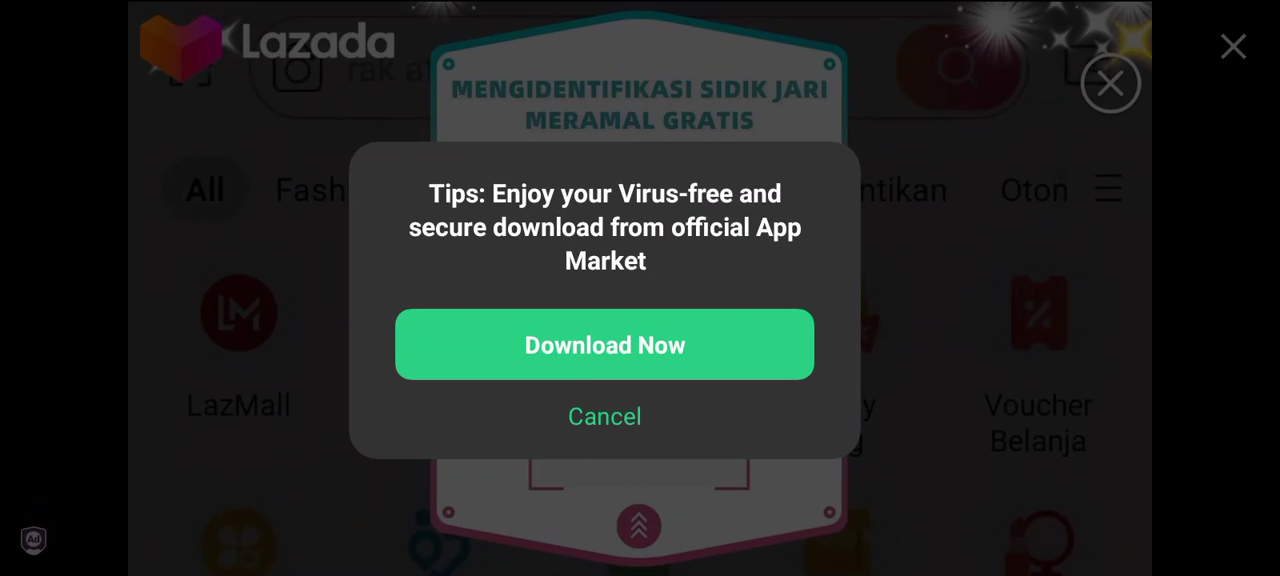 Lazada
rak a
MENGIDENTIFIKASI SIDIK JARI
MERAMAL GRATIS
All
Fash
ntikan
Oton
Tips: Enjoy your Virus-free and
secure download from official App
Market
Download Now
Cancel
LazMall
y
g
Voucher
Belanja
Ad